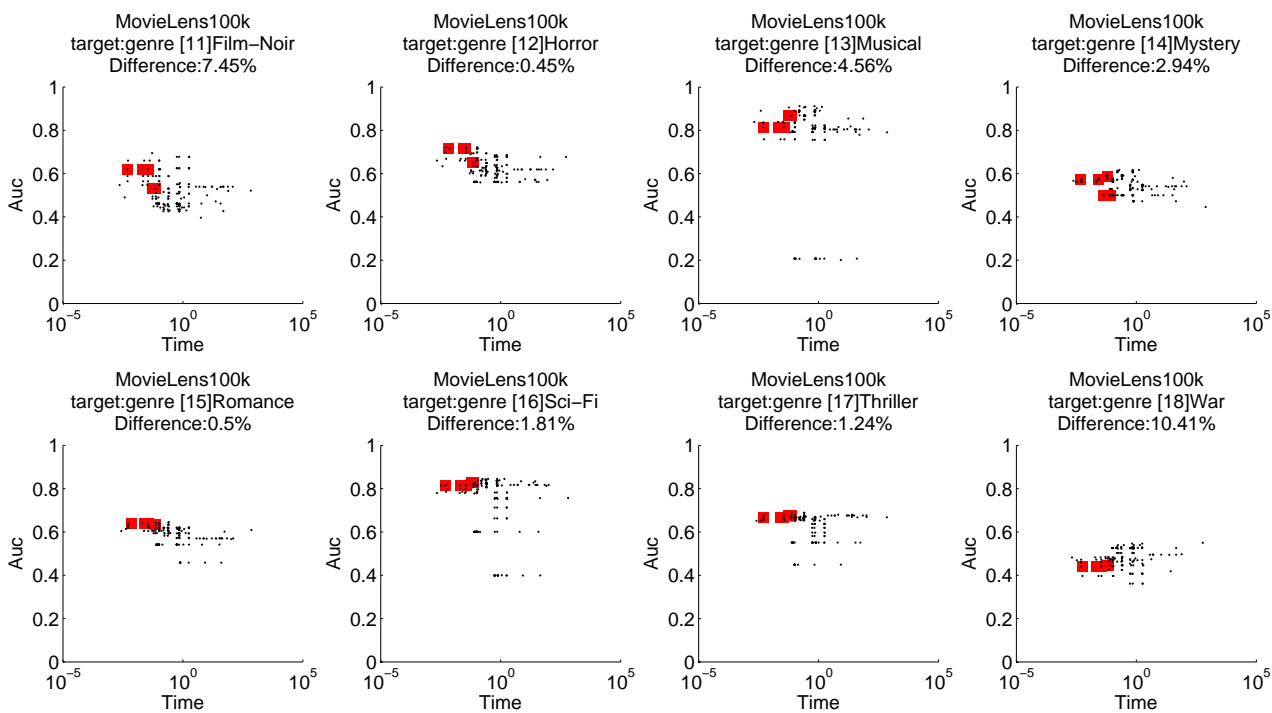 MovieLens100k
target:genre [11]Film−Noir
Difference:7.45%
1
0.8
0.6
0.4
0.2
0
Auc
10−5
100
105
Time
MovieLens100k
target:genre [12]Horror
Difference:0.45%
1
0.8
0.6
0.4
0.2
0
Auc
10−5
100
105
Time
MovieLens100k
target:genre [13]Musical
Difference:4.56%
1
0.8
0.6
0.4
0.2
0
Auc
10−5
100
105
Time
MovieLens100k
target:genre [14]Mystery
Difference:2.94%
1
0.8
0.6
0.4
0.2
0
Auc
10−5
100
105
Time
MovieLens100k
target:genre [15]Romance
Difference:0.5%
1
0.8
0.6
0.4
0.2
0
Auc
10−5
100
105
Time
MovieLens100k
target:genre [16]Sci−Fi
Difference:1.81%
1
0.8
0.6
0.4
0.2
0
Auc
10−5
100
105
Time
MovieLens100k
target:genre [17]Thriller
Difference:1.24%
1
0.8
0.6
0.4
0.2
0
Auc
10−5
100
105
Time
MovieLens100k
target:genre [18]War
Difference:10.41%
1
0.8
0.6
0.4
0.2
0
Auc
10−5
100
105
Time